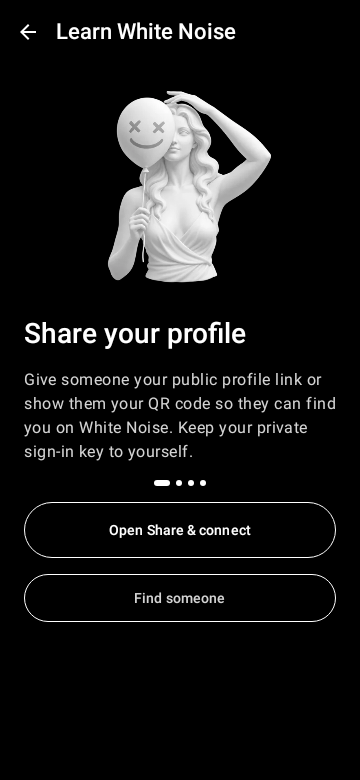 Learn White Noise
Share your profile
Give someone your public profile link or
show them your QR code so they can find
you on White Noise. Keep your private
sign-in key to yourself.
Open Share & connect
Find someone